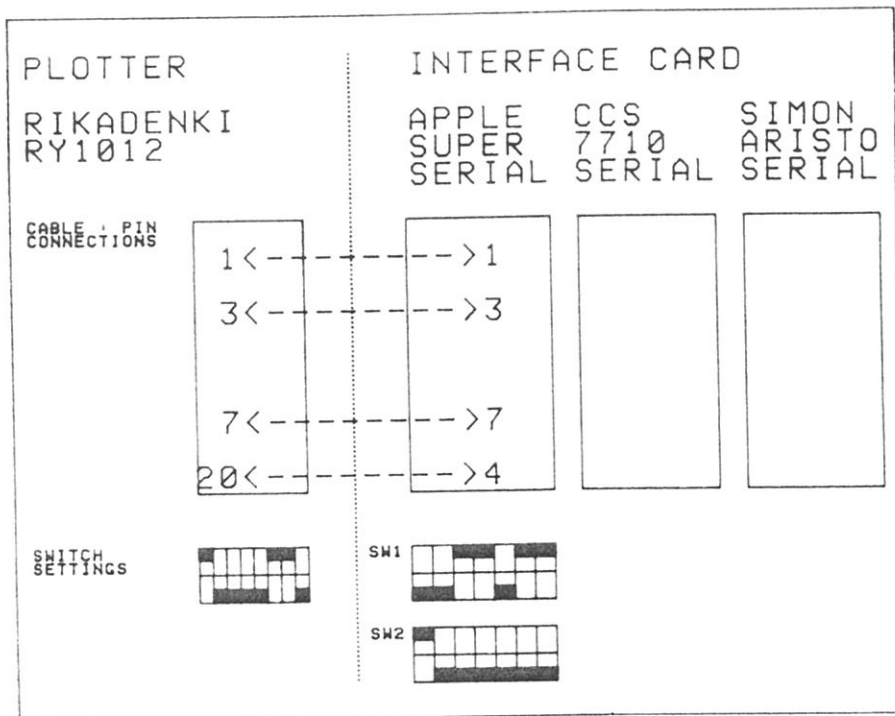 PLOTTER
INTERFACE CARD
RIKADENKI
RY1012
APPLE
SUPER
SERIAL
CCS
7710
SERIAL
SIMON
ARISTO
SERIAL
CABLE + PIN
CONNECTIONS
1<------->1
3<------->3
7<------->7
20<------->4
SWITCH
SETTINGS
SW1
SW2